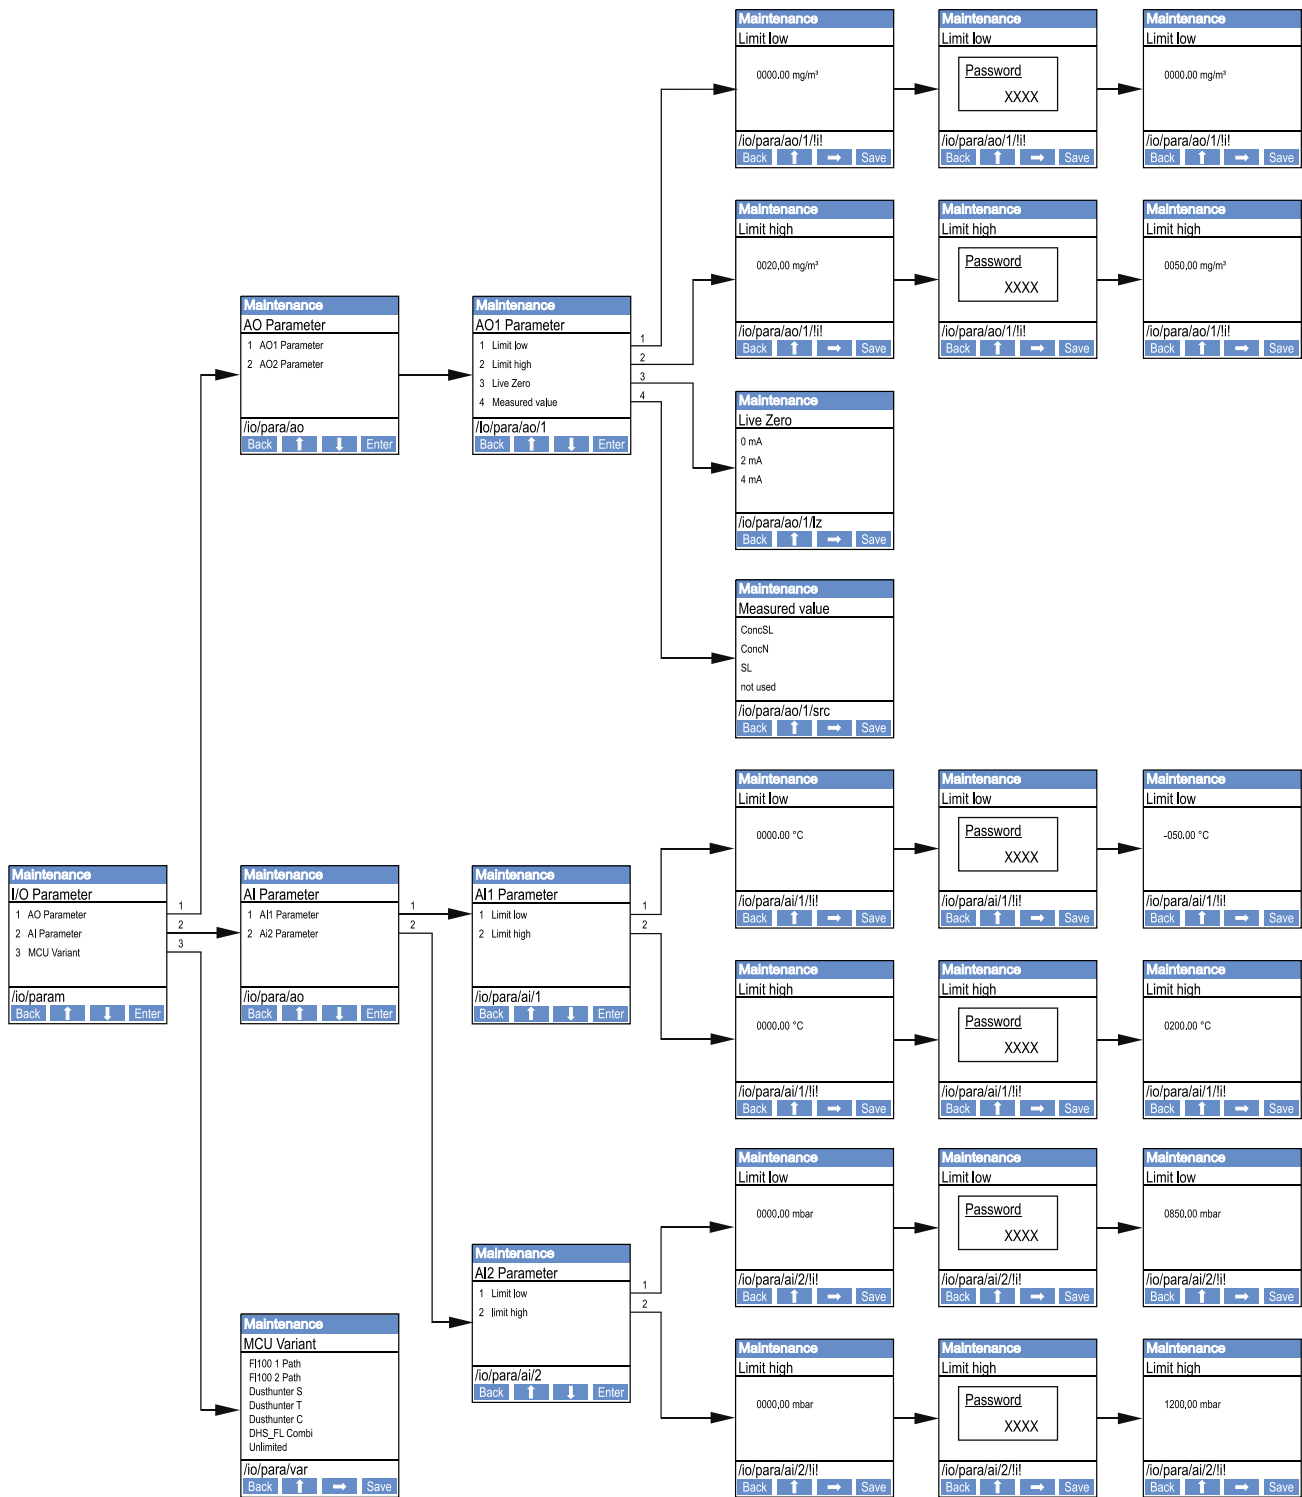 Maintenance
Limit low
0000.00 mg/m³
/io/para/ao/1/!i!
Back Save
Maintenance
Limit low
Password
XXXX
/io/para/ao/1/!i!
Back Save
Maintenance
Limit low
0000.00 mg/m³
/io/para/ao/1/!i!
Back Save
Maintenance
Limit high
0020.00 mg/m³
/io/para/ao/1/!i!
Back Save
Maintenance
Limit high
Password
XXXX
/io/para/ao/1/!i!
Back Save
Maintenance
Limit high
0050.00 mg/m³
/io/para/ao/1/!i!
Back Save
Maintenance
AO Parameter
1 AO1 Parameter
2 AO2 Parameter
/io/para/ao
Back Enter
Maintenance
AO1 Parameter
1 Limit low
2 Limit high
3 Live Zero
4 Measured value
/Io/para/ao/1
Back Enter
1
2
3
4
Maintenance
Live Zero
0 mA
2 mA
4 mA
/io/para/ao/1/lz
Back Save
Maintenance
Measured value
ConcSL
ConcN
SL
not used
/io/para/ao/1/src
Back Save
Maintenance
I/O Parameter
1 AO Parameter
2 AI Parameter
3 MCU Variant
/io/param
Back Enter
1
2
3
Maintenance
AI Parameter
1 AI1 Parameter
2 Ai2 Parameter
/io/para/ao
Back Enter
1
2
Maintenance
AI1 Parameter
1 Limit low
2 Limit high
/io/para/ai/1
Back Enter
1
2
Maintenance
Limit low
0000.00 °C
/io/para/ai/1/!i!
Back Save
Maintenance
Limit low
Password
XXXX
/io/para/ai/1/!i!
Back Save
Maintenance
Limit low
-050.00 °C
/io/para/ai/1/!i!
Back Save
Maintenance
Limit high
0000.00 °C
/io/para/ai/1/!i!
Back Save
Maintenance
Limit high
Password
XXXX
/io/para/ai/1/!i!
Back Save
Maintenance
Limit high
0200.00 °C
/io/para/ai/1/!i!
Back Save
Maintenance
AI2 Parameter
1 Limit low
2 limit high
/io/para/ai/2
Back Enter
1
2
Maintenance
Limit low
0000.00 mbar
/io/para/ai/2/!i!
Back Save
Maintenance
Limit low
Password
XXXX
/io/para/ai/2/!i!
Back Save
Maintenance
Limit low
0850.00 mbar
/io/para/ai/2/!i!
Back Save
Maintenance
MCU Variant
Fl100 1 Path
Fl100 2 Path
Dusthunter S
Dusthunter T
Dusthunter C
DHS_FL Combi
Unlimited
/io/para/var
Back Save
Maintenance
Limit high
0000.00 mbar
/io/para/ai/2/!i!
Back Save
Maintenance
Limit high
Password
XXXX
/io/para/ai/2/!i!
Back Save
Maintenance
Limit high
1200.00 mbar
/io/para/ai/2/!i!
Back Save